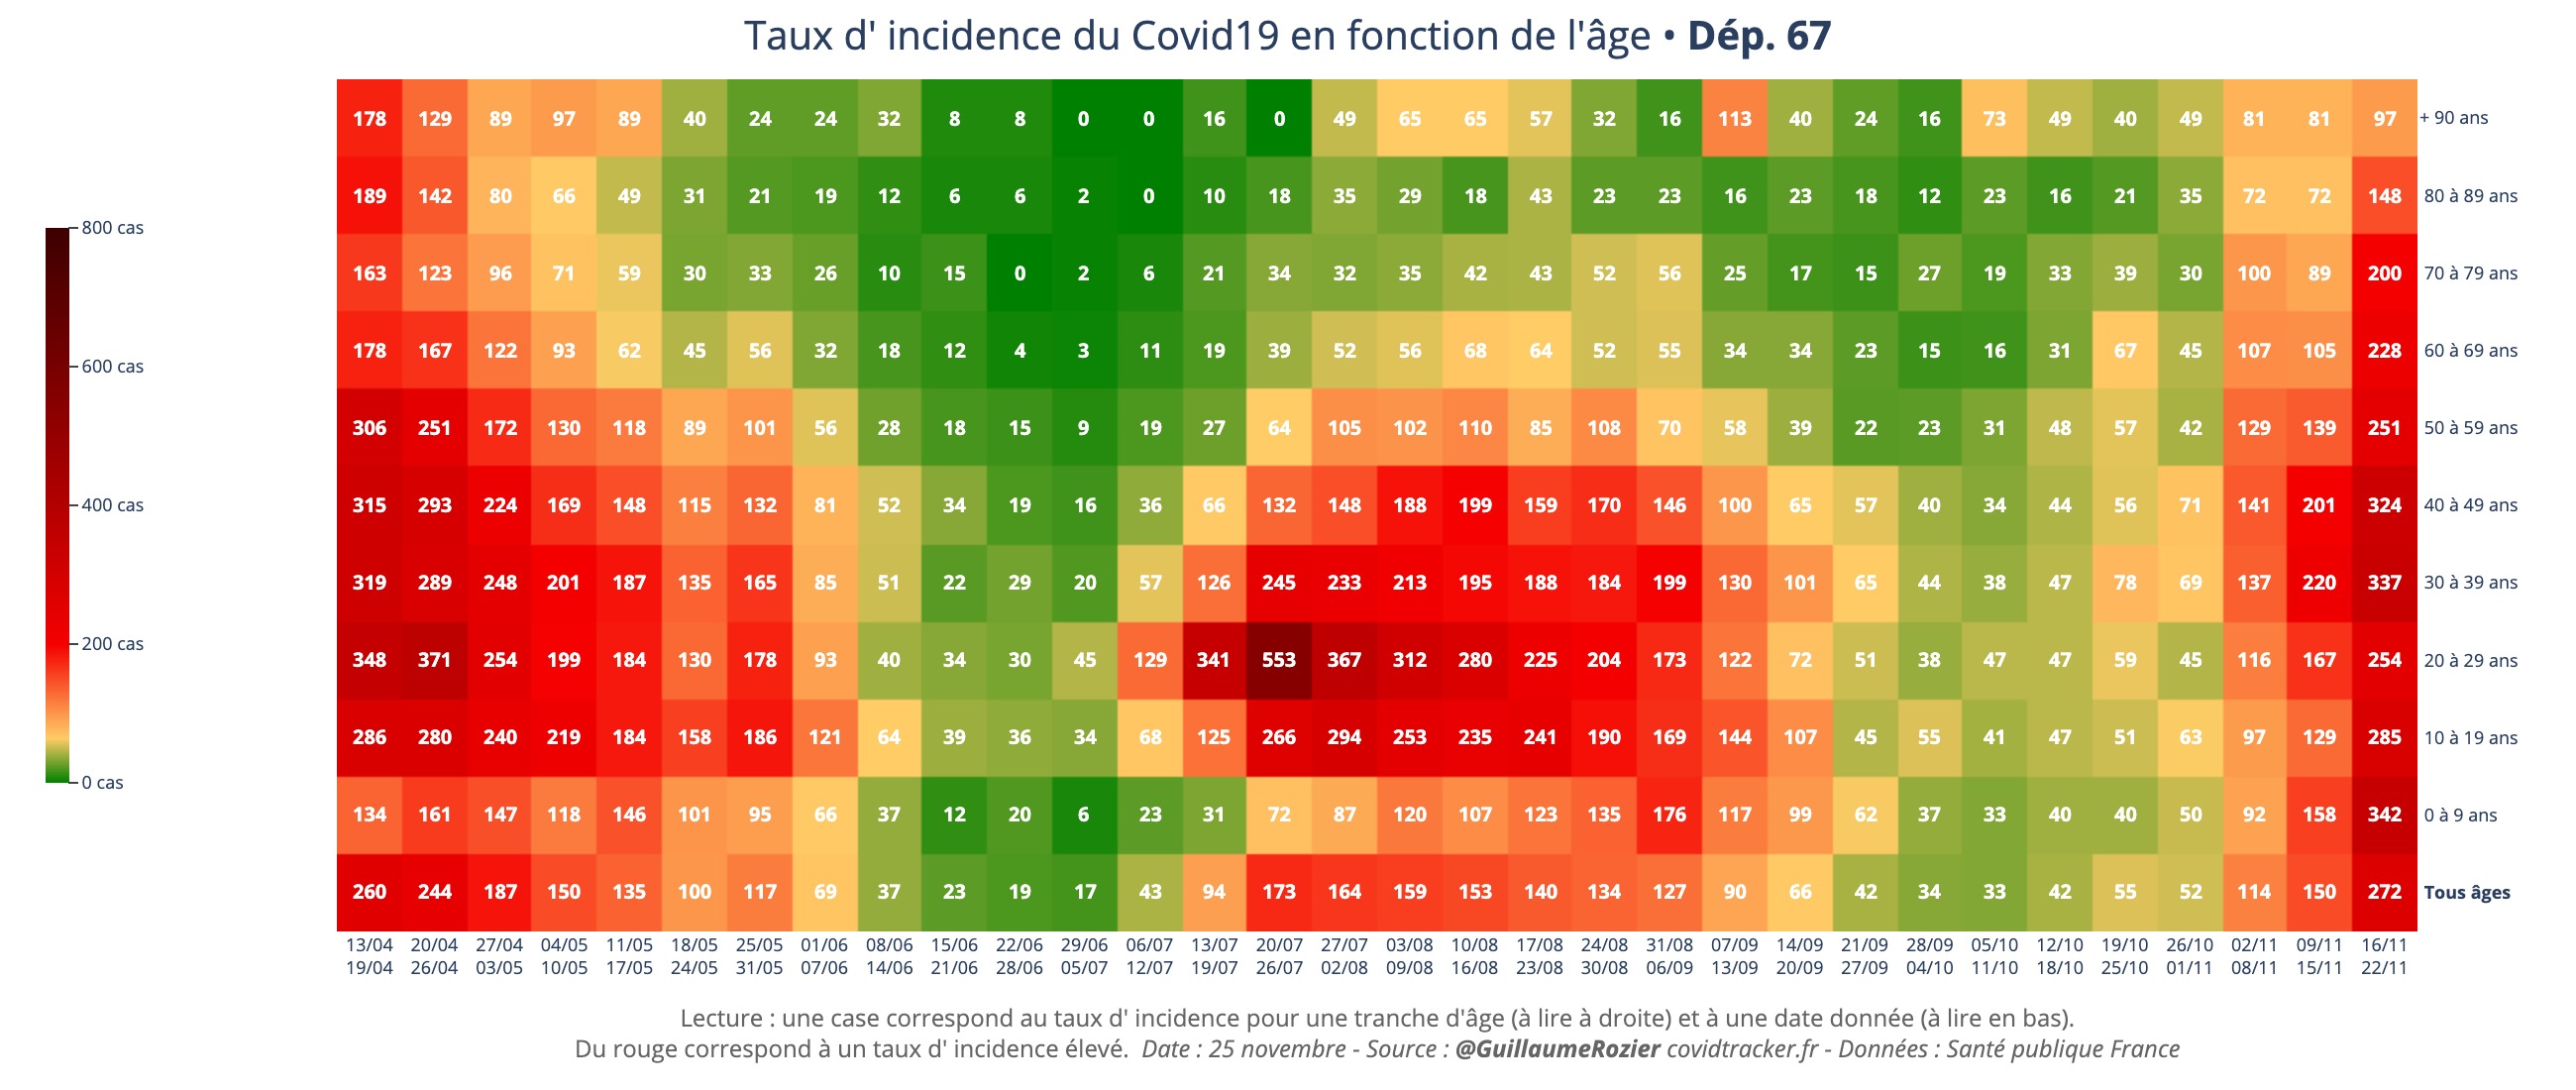 Taux d' incidence du Covid19 en fonction de l'âge • Dép. 67
800 cas
600 cas
400 cas
200 cas
0 cas
178 129 89 97 89 40 24 24 32 8 8 0 0 16 0 49 65 65 57 32 16 113 40 24 16 73 49 40 49 81 81 97 + 90 ans
189 142 80 66 49 31 21 19 12 6 6 2 0 10 18 35 29 18 43 23 23 16 23 18 12 23 16 21 35 72 72 148 80 à 89 ans
163 123 96 71 59 30 33 26 10 15 0 2 6 21 34 32 35 42 43 52 56 25 17 15 27 19 33 39 30 100 89 200 70 à 79 ans
178 167 122 93 62 45 56 32 18 12 4 3 11 19 39 52 56 68 64 52 55 34 34 23 15 16 31 67 45 107 105 228 60 à 69 ans
306 251 172 130 118 89 101 56 28 18 15 9 19 27 64 105 102 110 85 108 70 58 39 22 23 31 48 57 42 129 139 251 50 à 59 ans
315 293 224 169 148 115 132 81 52 34 19 16 36 66 132 148 188 199 159 170 146 100 65 57 40 34 44 56 71 141 201 324 40 à 49 ans
319 289 248 201 187 135 165 85 51 22 29 20 57 126 245 233 213 195 188 184 199 130 101 65 44 38 47 78 69 137 220 337 30 à 39 ans
348 371 254 199 184 130 178 93 40 34 30 45 129 341 553 367 312 280 225 204 173 122 72 51 38 47 47 59 45 116 167 254 20 à 29 ans
286 280 240 219 184 158 186 121 64 39 36 34 68 125 266 294 253 235 241 190 169 144 107 45 55 41 47 51 63 97 129 285 10 à 19 ans
134 161 147 118 146 101 95 66 37 12 20 6 23 31 72 87 120 107 123 135 176 117 99 62 37 33 40 40 50 92 158 342 0 à 9 ans
260 244 187 150 135 100 117 69 37 23 19 17 43 94 173 164 159 153 140 134 127 90 66 42 34 33 42 55 52 114 150 272 Tous âges
13/04 20/04 27/04 04/05 11/05 18/05 25/05 01/06 08/06 15/06 22/06 29/06 06/07 13/07 20/07 27/07 03/08 10/08 17/08 24/08 31/08 07/09 14/09 21/09 28/09 05/10 12/10 19/10 26/10 02/11 09/11 16/11
19/04 26/04 03/05 10/05 17/05 24/05 31/05 07/06 14/06 21/06 28/06 05/07 12/07 19/07 26/07 02/08 09/08 16/08 23/08 30/08 06/09 13/09 20/09 27/09 04/10 11/10 18/10 25/10 01/11 08/11 15/11 22/11
Lecture : une case correspond au taux d' incidence pour une tranche d'âge (à lire à droite) et à une date donnée (à lire en bas).
Du rouge correspond à un taux d' incidence élevé. Date : 25 novembre - Source : @GuillaumeRozier covidtracker.fr - Données : Santé publique France